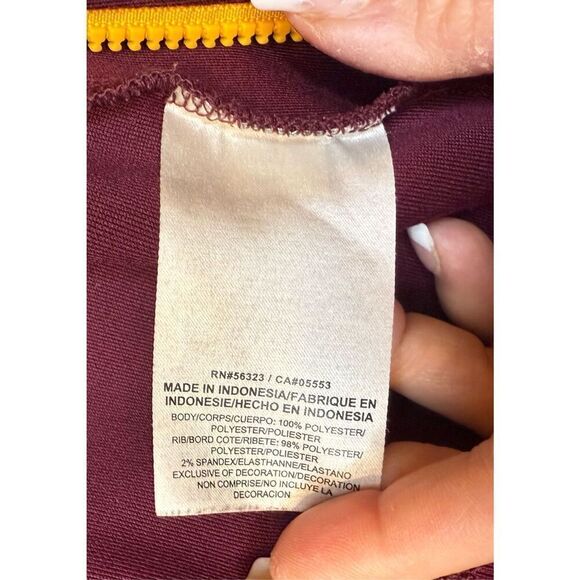 RN#56323 / CA#05553
MADE IN INDONESIA/FABRIQUE EN
INDONESIE/HECHO EN INDONESIA
BODY/CORPS/CUERPO: 100% POLYESTER/
POLYESTER/POLIESTER
RIB/BORD COTE/RIBETE: 98% POLYESTER/
POLYESTER/POLIESTER
2% SPANDEX/ELASTHANNE/ELASTANO
EXCLUSIVE OF DECORATION/DECORATION
NON COMPRISE/NO INCLUYE LA
DECORACION